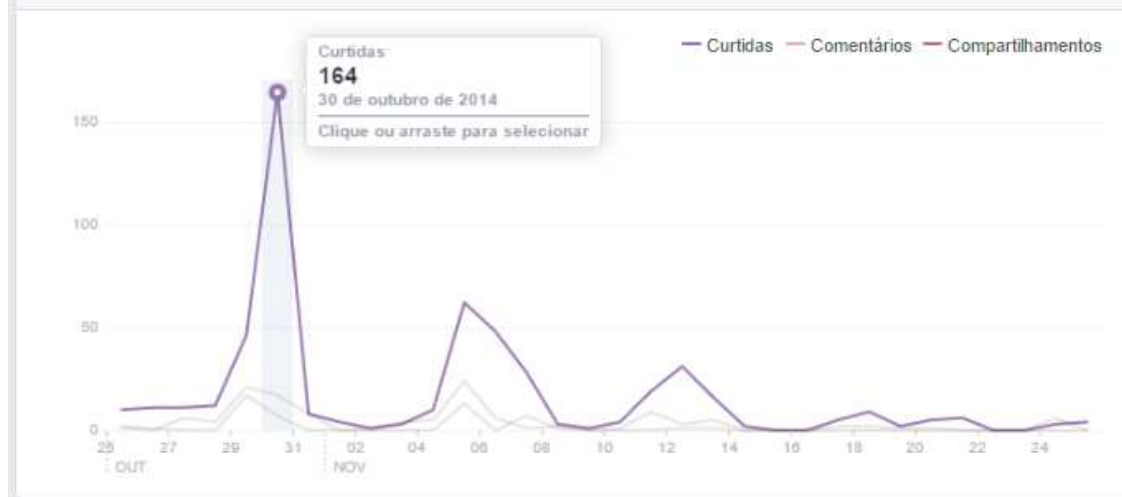 Curtidas Comentários Compartilhamentos
Curtidas
164
30 de outubro de 2014
Clique ou arraste para selecionar
150
100
50
0
25 27 29 31 02 04 06 08 10 12 14 16 18 20 22 24
OUT NOV